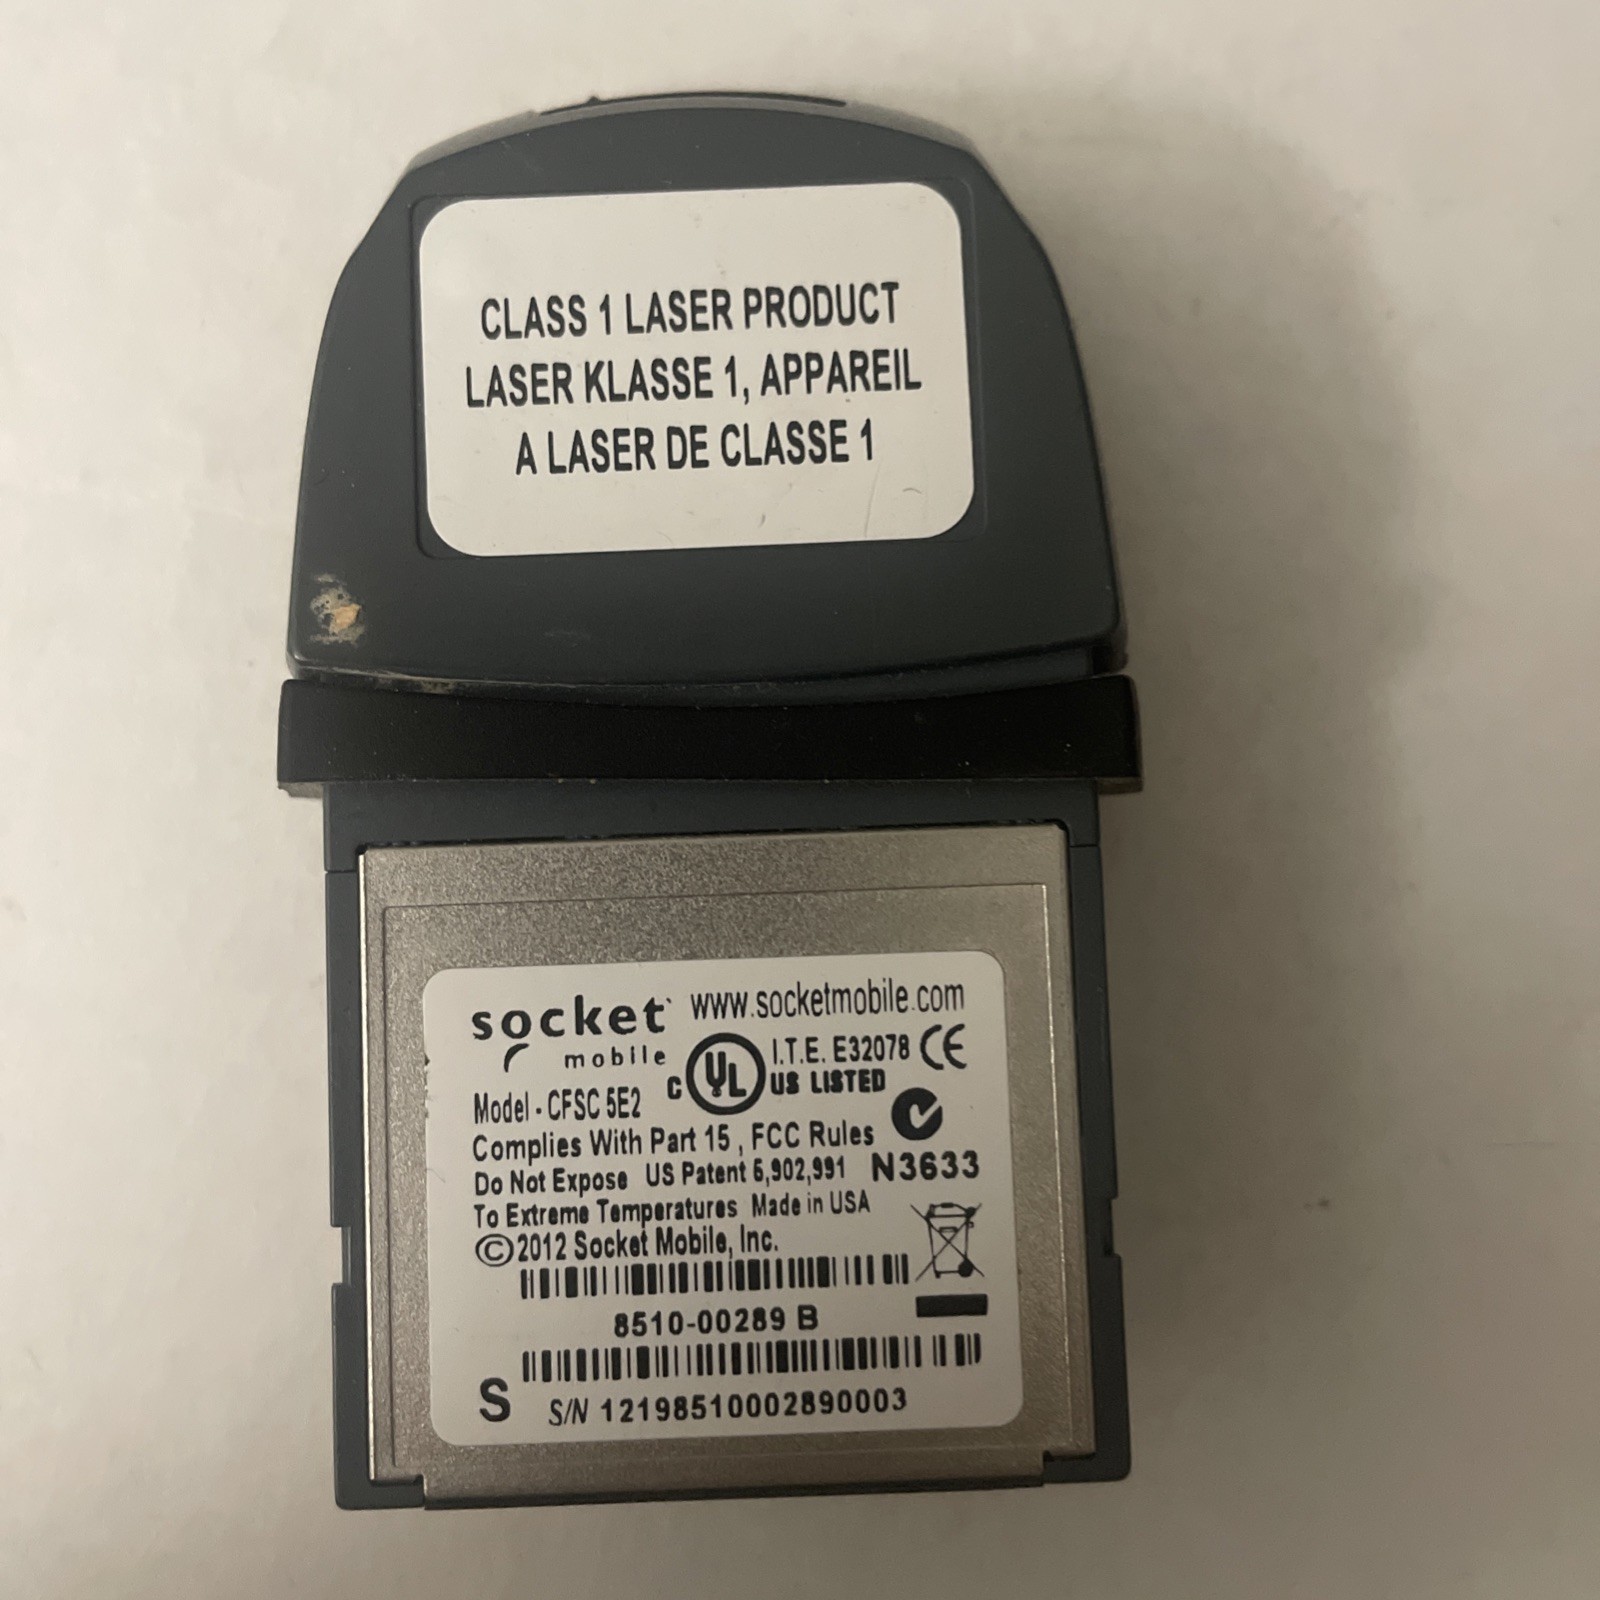 CLASS 1 LASER PRODUCT
LASER KLASSE 1, APPAREIL
A LASER DE CLASSE 1
socket mobile www.socketmobile.com
C UL US LISTED I.T.E. E32078 CE
Model - CFSC 5E2
Complies With Part 15 , FCC Rules
Do Not Expose US Patent 6,902,991 N3633
To Extreme Temperatures Made in USA
©2012 Socket Mobile, Inc.
8510-00289 B
S S/N 12198510002890003